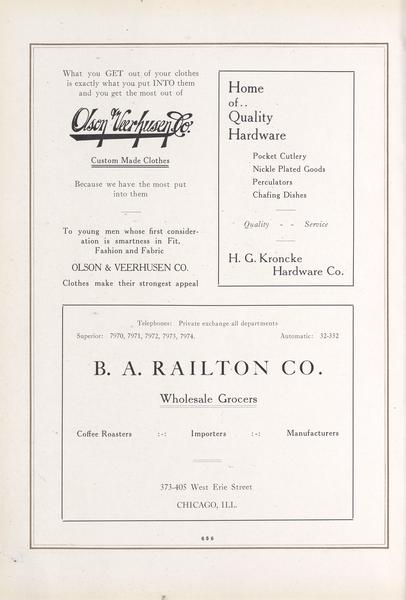 What you GET out of your clothes
is exactly what you put INTO them
and you get the most out of
Olson & Veerhusen Co.
Custom Made Clothes
Because we have the most put
into them
To young men whose first consider-
ation is smartness in Fit,
Fashion and Fabric
OLSON & VEERHUSEN CO.
Clothes make their strongest appeal
Home
of..
Quality
Hardware
Pocket Cutlery
Nickle Plated Goods
Perculators
Chafing Dishes
Quality - - Service
H. G. Kroncke
Hardware Co.
Telephones: Private exchange all departments
Superior: 7970, 7971, 7972, 7973, 7974. Automatic: 32-332
B. A. RAILTON CO.
Wholesale Grocers
Coffee Roasters :-: Importers :-: Manufacturers
373-405 West Erie Street
CHICAGO, ILL.
656